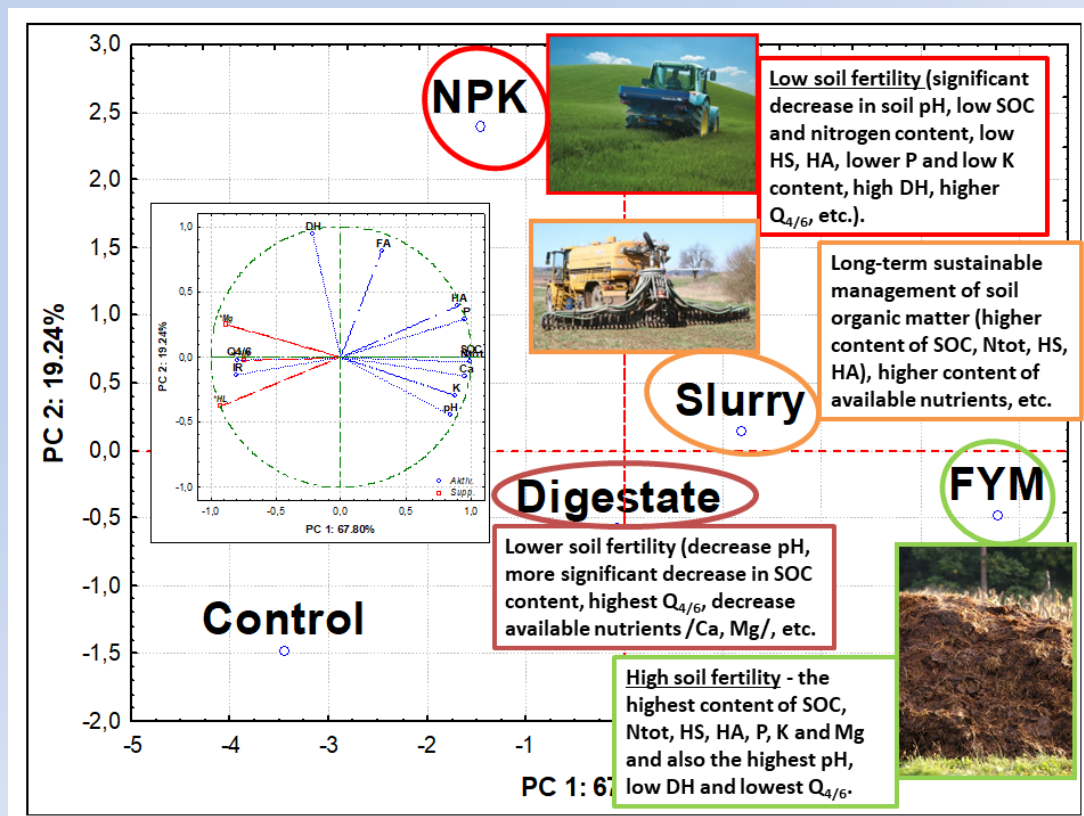 3,0
2,5
2,0
1,5
1,0
0,5
0,0
-0,5
-1,0
-1,5
-2,0
PC 2: 19.24%
NPK
Low soil fertility (significant
decrease in soil pH, low SOC
and nitrogen content, low
HS, HA, lower P and low K
content, high DH, higher
Q4/6, etc.).
1,0
0,5
0,0
-0,5
-1,0
PC 2: 19.24%
DH
FA
HA
P
*Mg
Q4/6
IR
SOC
Ca
K
pH
*HL
Aktiv.
Supp.
-1,0
-0,5
0,0
0,5
1,0
PC 1: 67.80%
Long-term sustainable
management of soil
organic matter (higher
content of SOC, Ntot, HS,
HA), higher content of
available nutrients, etc.
Slurry
FYM
Digestate
Lower soil fertility (decrease pH,
more significant decrease in SOC
content, highest Q4/6, decrease
available nutrients /Ca, Mg/, etc.
Control
High soil fertility - the
highest content of SOC,
Ntot, HS, HA, P, K and Mg
and also the highest pH,
low DH and lowest Q4/6.
-5
-4
-3
-2
-1
PC 1: 67